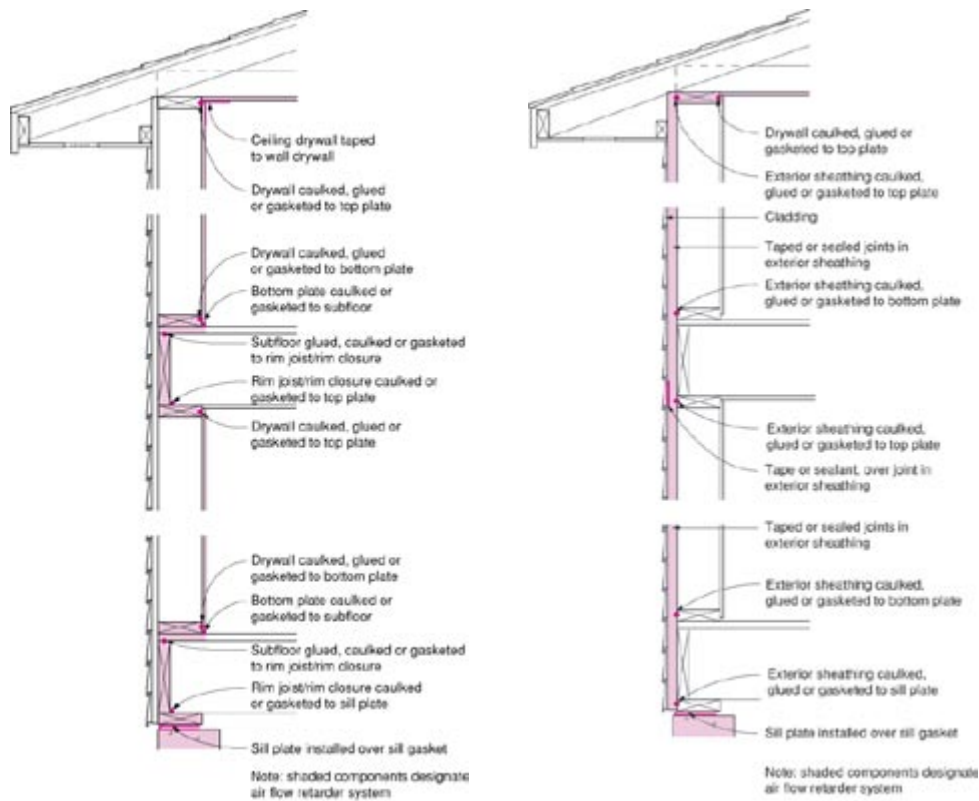 Ceiling drywall taped
to wall drywall
Drywall caulked, glued
or gasketed to top plate
Drywall caulked, glued
or gasketed to bottom plate
Bottom plate caulked or
gasketed to subfloor
Subfloor glued, caulked or gasketed
to rim joist/rim closure
Rim joist/rim closure caulked or
gasketed to top plate
Drywall caulked, glued or
gasketed to top plate
Drywall caulked, glued or
gasketed to bottom plate
Bottom plate caulked or
gasketed to subfloor
Subfloor glued, caulked or gasketed
to rim joist/rim closure
Rim joist/rim closure caulked
or gasketed to sill plate
Sill plate installed over sill gasket
Note: shaded components designate
air flow retarder system
Drywall caulked, glued or
gasketed to top plate
Exterior sheathing caulked,
glued or gasketed to top plate
Cladding
Taped or sealed joints in
exterior sheathing
Exterior sheathing caulked,
glued or gasketed to bottom plate
Exterior sheathing caulked,
glued or gasketed to top plate
Tape or sealant, over joint in
exterior sheathing
Taped or sealed joints in
exterior sheathing
Exterior sheathing caulked,
glued or gasketed to bottom plate
Exterior sheathing caulked,
glued or gasketed to sill plate
Sill plate installed over sill gasket
Note: shaded components designate
air flow retarder system